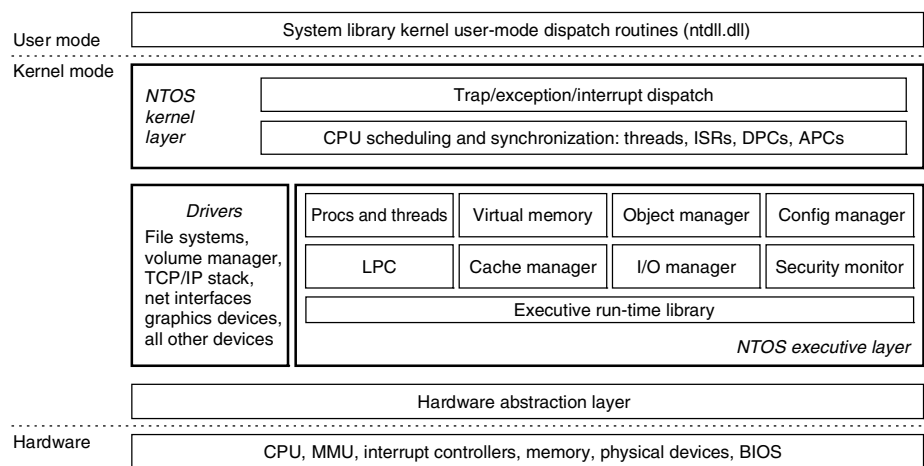 User mode
System library kernel user-mode dispatch routines (ntdll.dll)
Kernel mode
NTOS
kernel
layer
Trap/exception/interrupt dispatch
CPU scheduling and synchronization: threads, ISRs, DPCs, APCs
Drivers
File systems,
volume manager,
TCP/IP stack,
net interfaces
graphics devices,
all other devices
Procs and threads
Virtual memory
Object manager
Config manager
LPC
Cache manager
I/O manager
Security monitor
Executive run-time library
NTOS executive layer
Hardware abstraction layer
Hardware
CPU, MMU, interrupt controllers, memory, physical devices, BIOS